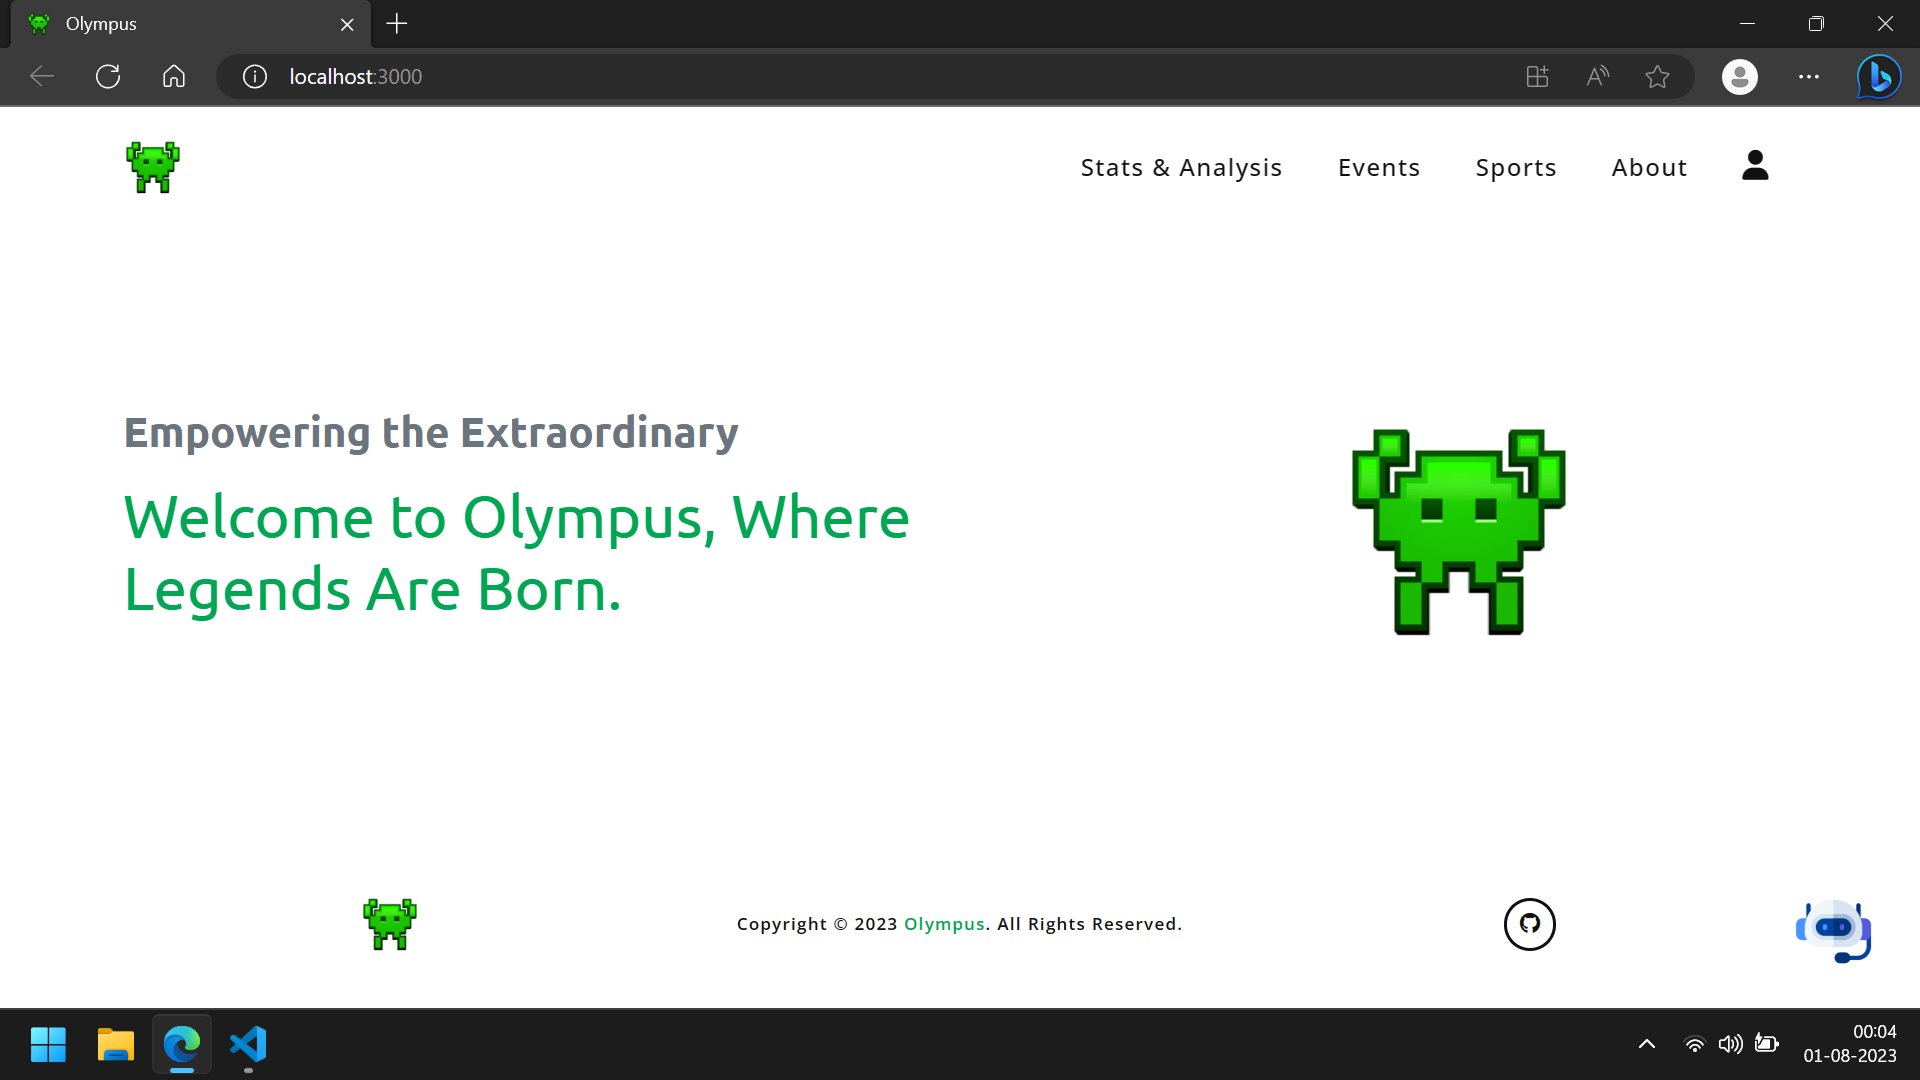 Olympus
localhost:3000
Stats & Analysis Events Sports About
Empowering the Extraordinary
Welcome to Olympus, Where
Legends Are Born.
Copyright © 2023 Olympus. All Rights Reserved.
00:04
01-08-2023